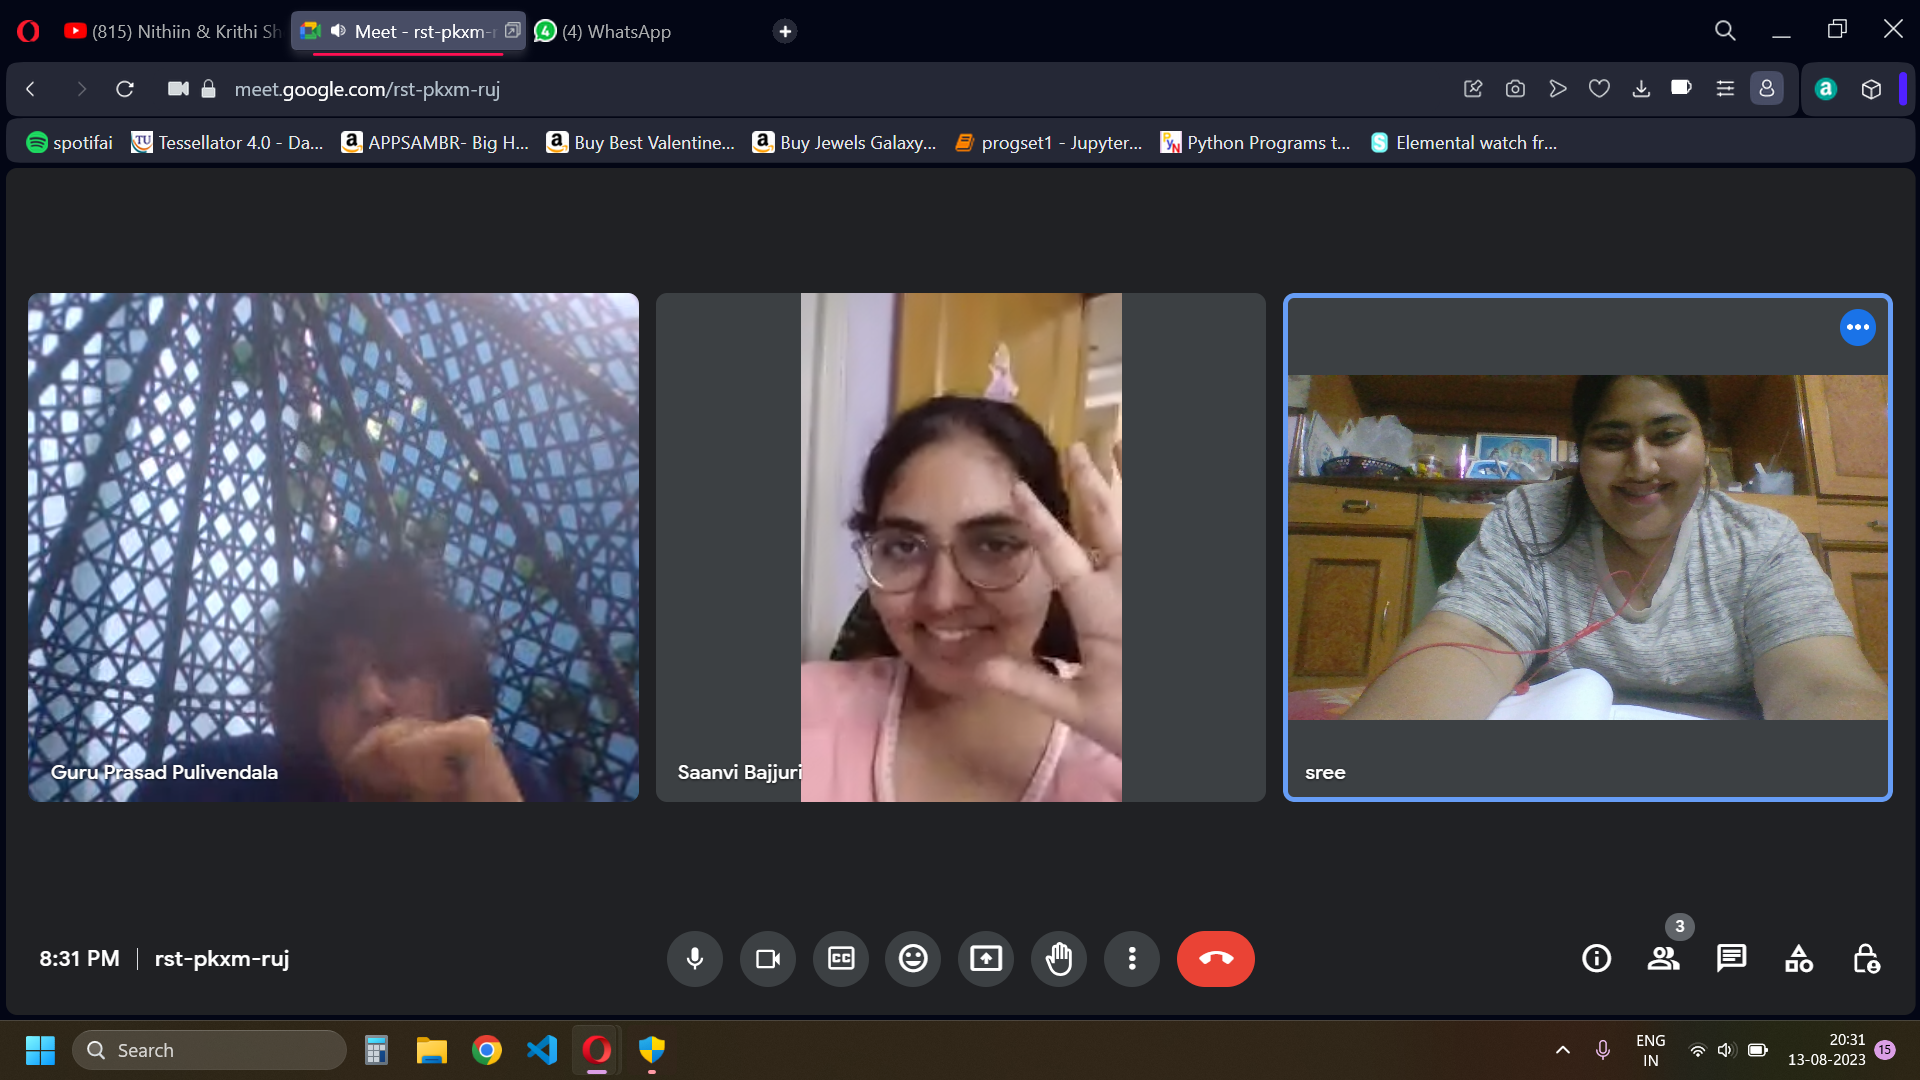 (815) Nithiin & Krithi Sh
Meet - rst-pkxm-r
4
(4) WhatsApp
meet.google.com/rst-pkxm-ruj
a
spotifai
TU
Tessellator 4.0 - Da...
a
APPSAMBR- Big H...
a
Buy Best Valentine...
a
Buy Jewels Galaxy...
progset1 - Jupyter...
Python Programs t...
S
Elemental watch fr...
Guru Prasad Pulivendala
Saanvi Bajjuri
sree
8:31 PM
rst-pkxm-ruj
CC
3
Search
ENG
IN
20:31
13-08-2023
15